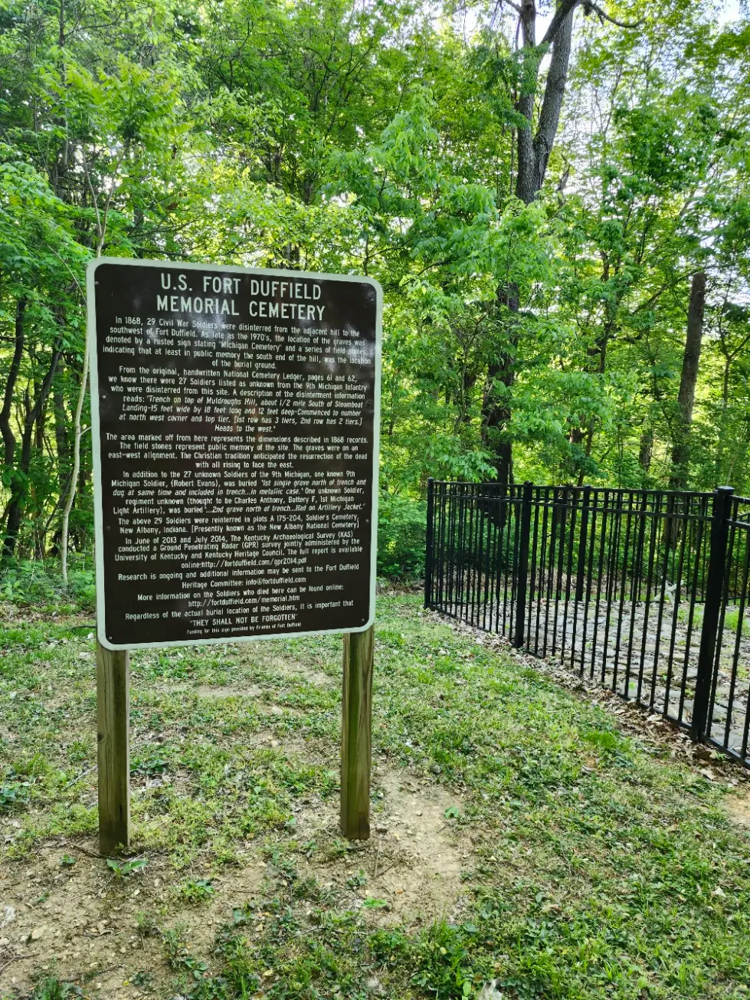 U.S. FORT DUFFIELD
MEMORIAL CEMETERY
In 1868, 29 Civil War Soldiers were disinterred from the adjacent hill to the
southwest of Fort Duffield. As late as the 1970's, the location of the graves was
denoted by a rusted sign stating 'Michigan Cemetery' and a series of field stones,
indicating that at least in public memory the south end of the hill, was the location
of the burial ground.
From the original, handwritten National Cemetery Ledger, pages 61 and 62,
we know there were 27 Soldiers listed as unknown from the 9th Michigan Infantry
who were disinterred from this site. A description of the disinterment information
reads: "Trench on top of Muldroughs Hill, about 1/2 mile South of Steamboat
Landing-15 feet wide by 18 feet long and 12 feet deep-Commenced to number
at north west corner and top tier. [1st row has 3 tiers, 2nd row has 2 tiers.]
Heads to the west."
The area marked off from here represents the dimensions described in 1868 records.
The field stones represent public memory of the site. The graves were on an
east-west alignment. The Christian tradition anticipated the resurrection of the dead
with all rising to face the east.
In addition to the 27 unknown Soldiers of the 9th Michigan, one known 9th
Michigan Soldier, (Robert Evans), was buried "1st single grave north of trench and
dug at same time and included in trench...in metallic case." One unknown Soldier,
regiment unknown (thought to be Charles Anthony, Battery F, 1st Michigan
Light Artillery), was buried "...2nd grave north of trench...Had on Artillery Jacket."
The above 29 Soldiers were reinterred in plots A 175-204, Soldier's Cemetery,
New Albany, Indiana. [Presently known as the New Albany National Cemetery]
In June of 2013 and July 2014, The Kentucky Archaeological Survey (KAS)
conducted a Ground Penetrating Radar (GPR) survey jointly administered by the
University of Kentucky and Kentucky Heritage Council. The full report is available
online:http://fortduffield.com/gpr2014.pdf
Research is ongoing and additional information may be sent to the Fort Duffield
Heritage Committee: info@fortduffield.com
More information on the Soldiers who died here can be found online:
http://fortduffield.com/memorial.htm
Regardless of the actual burial location of the Soldiers, it is important that
"THEY SHALL NOT BE FORGOTTEN"
Funding for this sign provided by Friends of Fort Duffield